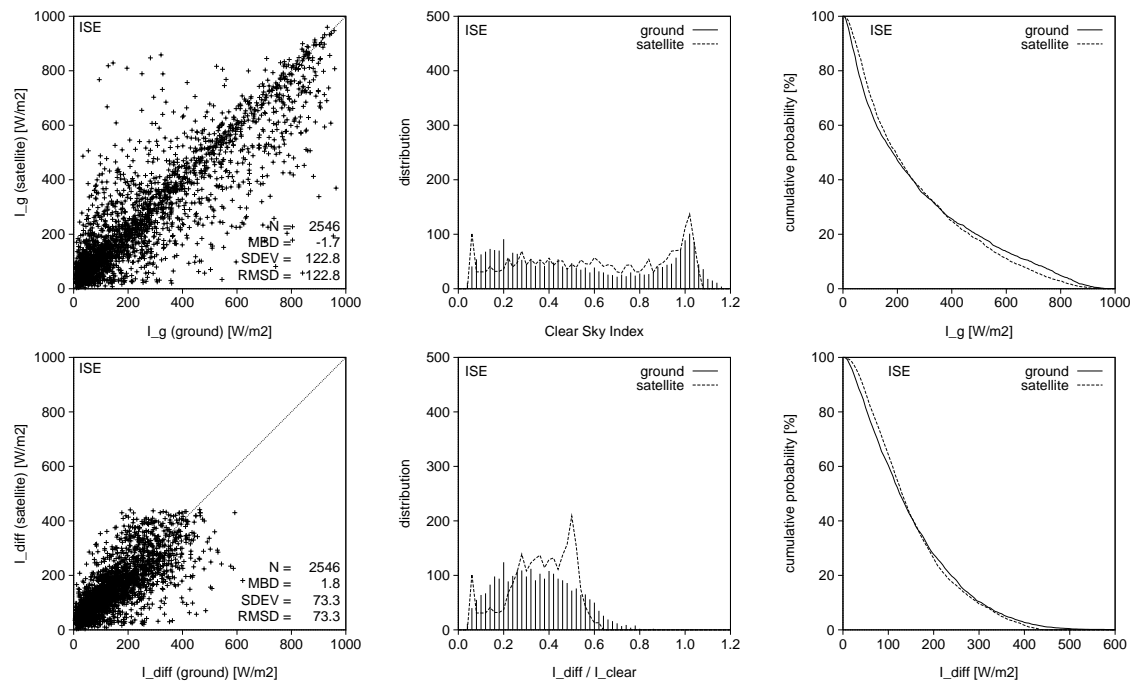 ISE
I_g (satellite) [W/m2]
1000
800
600
400
200
0
N = 2546
MBD = -1.7
SDEV = 122.8
RMSD = 122.8
0 200 400 600 800 1000
I_g (ground) [W/m2]
ISE
ground
satellite
distribution
500
400
300
200
100
0
0.0 0.2 0.4 0.6 0.8 1.0 1.2
Clear Sky Index
ISE
ground
satellite
cumulative probability [%]
100
80
60
40
20
0
0 200 400 600 800 1000
I_g [W/m2]
ISE
I_diff (satellite) [W/m2]
1000
800
600
400
200
0
N = 2546
MBD = 1.8
SDEV = 73.3
RMSD = 73.3
0 200 400 600 800 1000
I_diff (ground) [W/m2]
ISE
ground
satellite
distribution
500
400
300
200
100
0
0.0 0.2 0.4 0.6 0.8 1.0 1.2
I_diff / I_clear
ISE
ground
satellite
cumulative probability [%]
100
80
60
40
20
0
0 100 200 300 400 500 600
I_diff [W/m2]